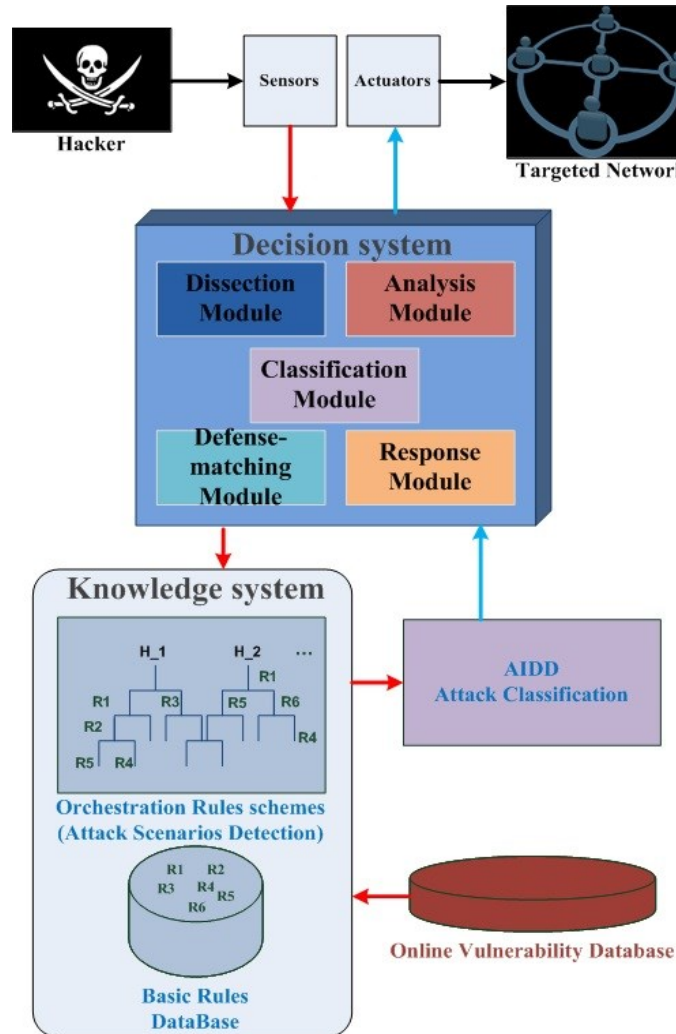 Sensors
Actuators
Hacker
Targeted Network
Decision system
Dissection
Module
Analysis
Module
Classification
Module
Defense-
matching
Module
Response
Module
Knowledge system
H_1
H_2
...
R1
R1
R3
R5
R6
R2
R4
R5
R4
AIDD
Attack Classification
Orchestration Rules schemes
(Attack Scenarios Detection)
R1
R2
R3
R4
R5
R6
Online Vulnerability Database
Basic Rules
DataBase